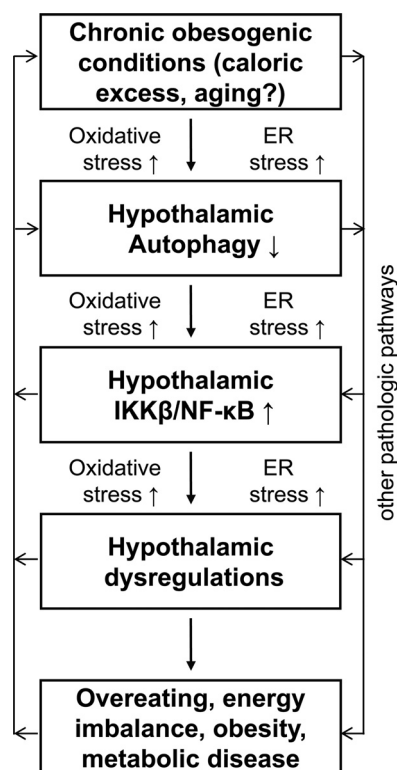 Chronic obesogenic
conditions (caloric
excess, aging?)
Oxidative
stress ↑
ER
stress ↑
Hypothalamic
Autophagy ↓
Oxidative
stress ↑
ER
stress ↑
Hypothalamic
IKKβ/NF-κB ↑
Oxidative
stress ↑
ER
stress ↑
Hypothalamic
dysregulations
Overeating, energy
imbalance, obesity,
metabolic disease
other pathologic pathways